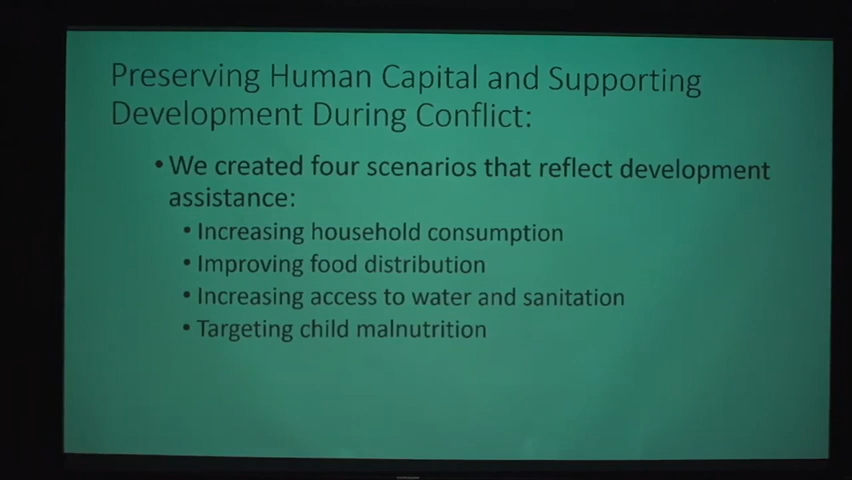 Preserving Human Capital and Supporting
Development During Conflict:
• We created four scenarios that reflect development
assistance:
• Increasing household consumption
• Improving food distribution
• Increasing access to water and sanitation
• Targeting child malnutrition